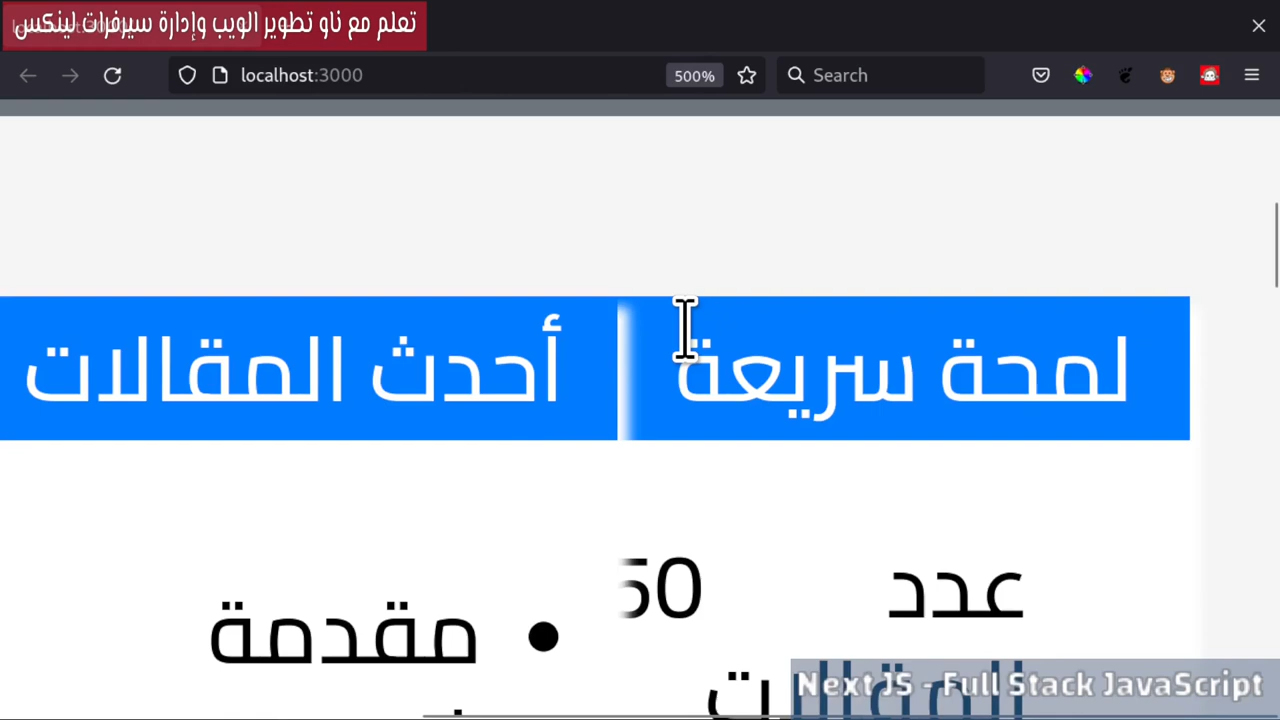 تعلم مع ناو تطوير الويب وإدارة سيرفرات لينكس
localhost:3000
500%
Search
لمحة سريعة
أحدث المقالات
عدد
50
المقالات
مقدمة
Next JS - Full Stack JavaScript